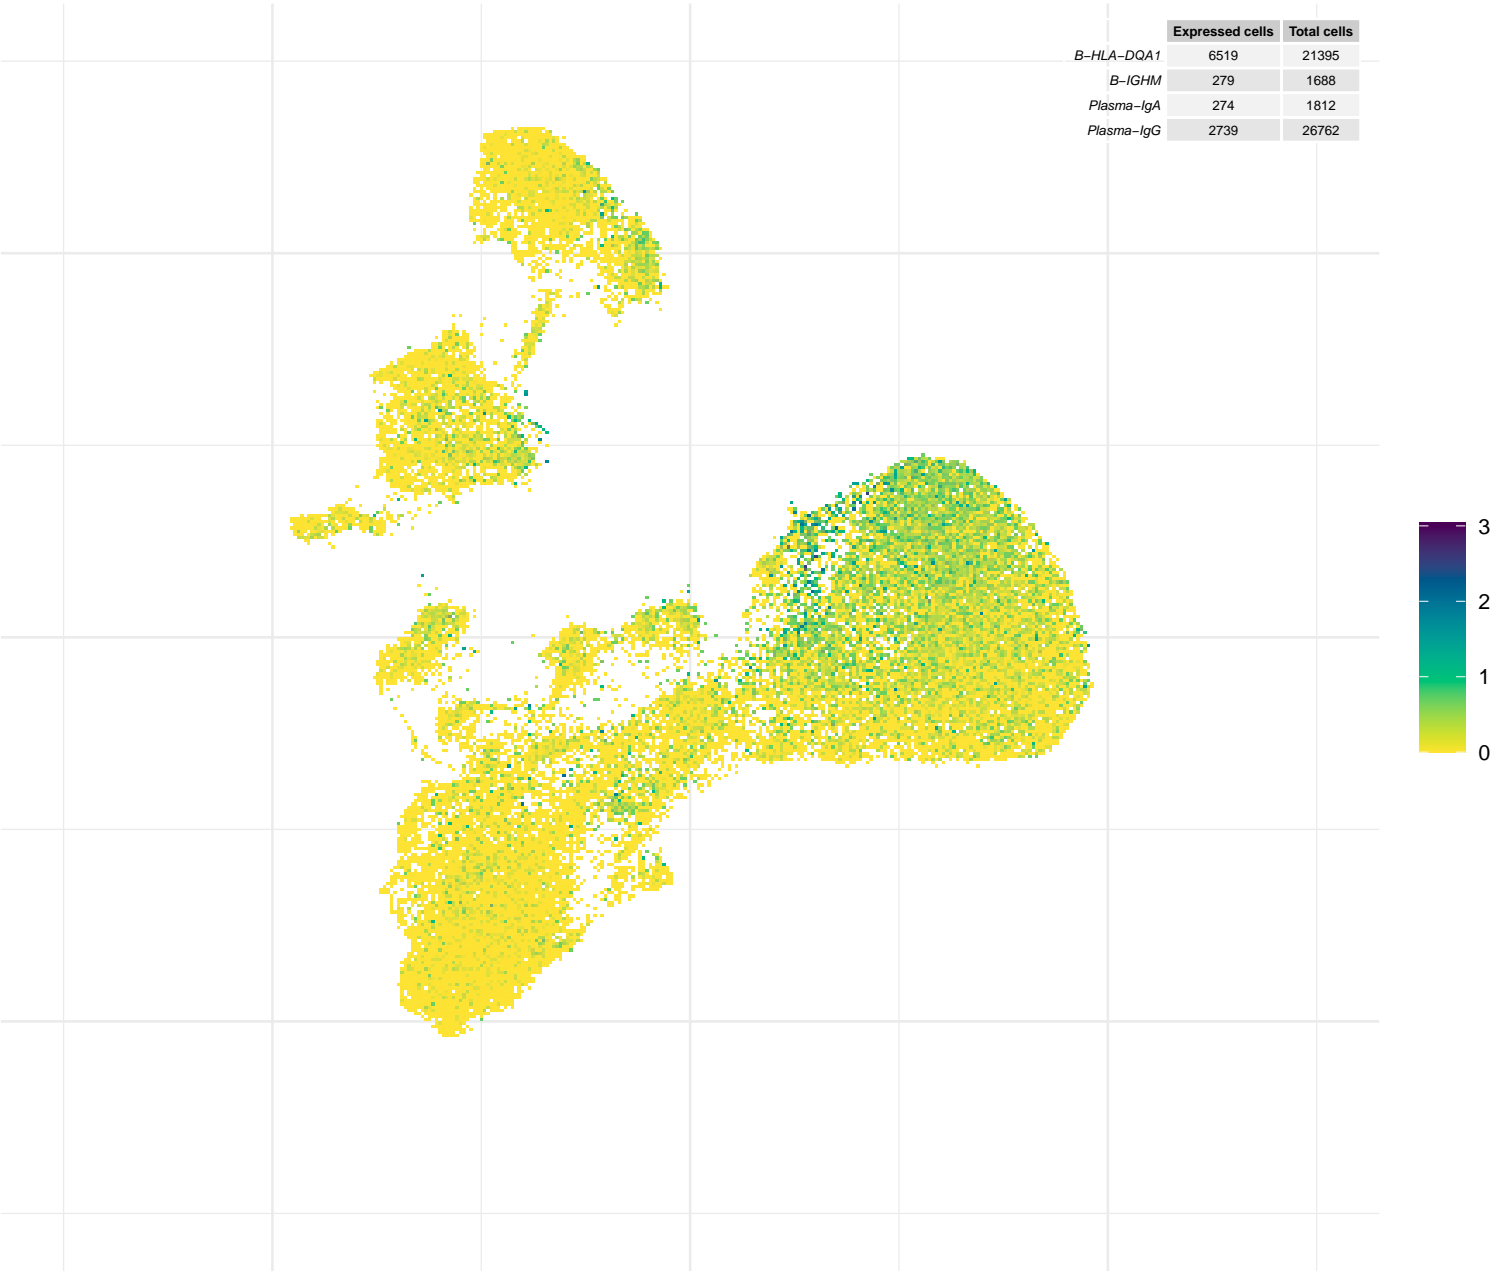 Expressed cells Total cells
B−HLA−DQA1 6519 21395
B−IGHM 279 1688
Plasma−IgA 274 1812
Plasma−IgG 2739 26762
3
2
1
0